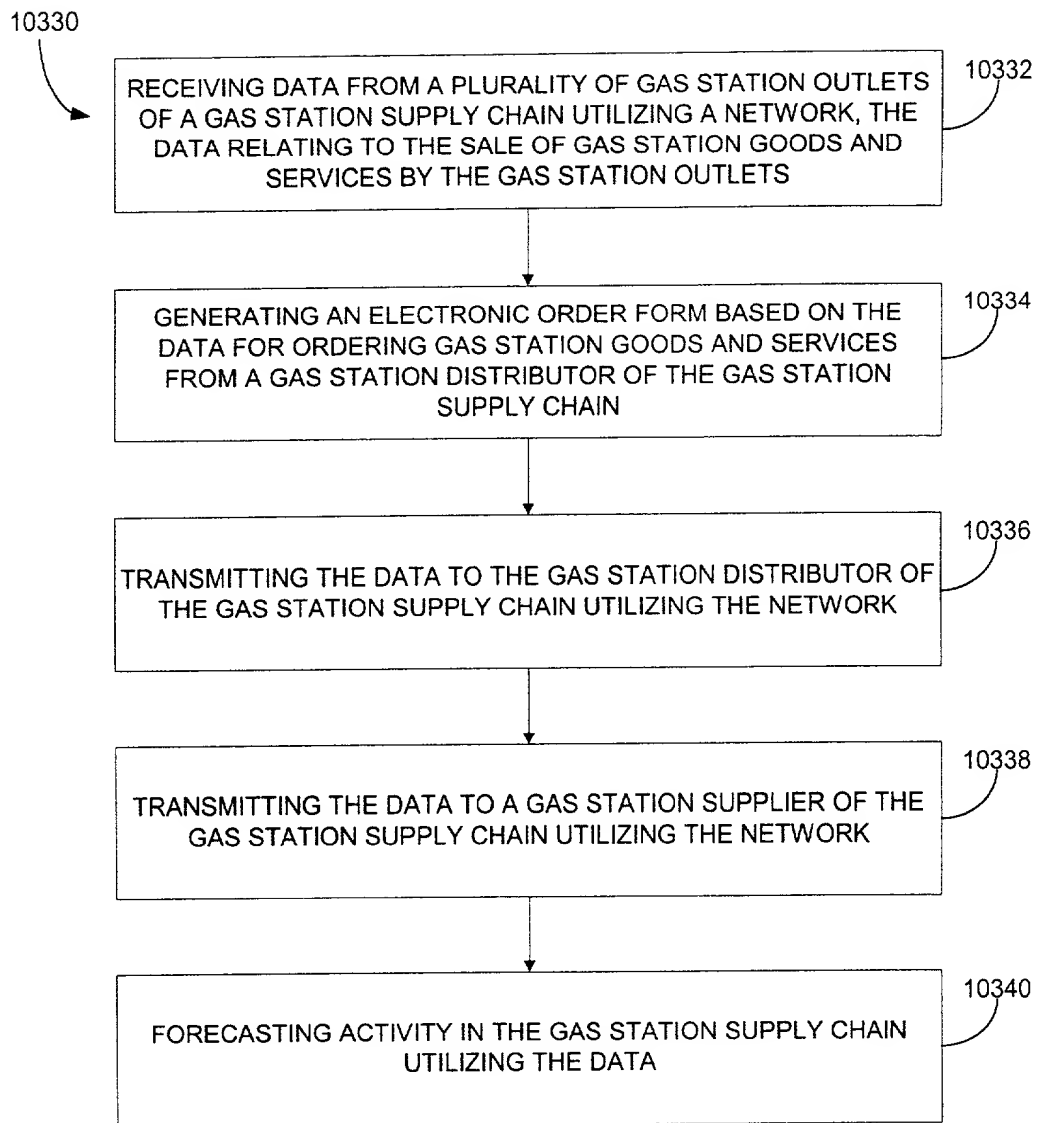 10330
10332
RECEIVING DATA FROM A PLURALITY OF GAS STATION OUTLETS
OF A GAS STATION SUPPLY CHAIN UTILIZING A NETWORK, THE
DATA RELATING TO THE SALE OF GAS STATION GOODS AND
SERVICES BY THE GAS STATION OUTLETS
10334
GENERATING AN ELECTRONIC ORDER FORM BASED ON THE
DATA FOR ORDERING GAS STATION GOODS AND SERVICES
FROM A GAS STATION DISTRIBUTOR OF THE GAS STATION
SUPPLY CHAIN
10336
TRANSMITTING THE DATA TO THE GAS STATION DISTRIBUTOR OF
THE GAS STATION SUPPLY CHAIN UTILIZING THE NETWORK
10338
TRANSMITTING THE DATA TO A GAS STATION SUPPLIER OF THE
GAS STATION SUPPLY CHAIN UTILIZING THE NETWORK
10340
FORECASTING ACTIVITY IN THE GAS STATION SUPPLY CHAIN
UTILIZING THE DATA